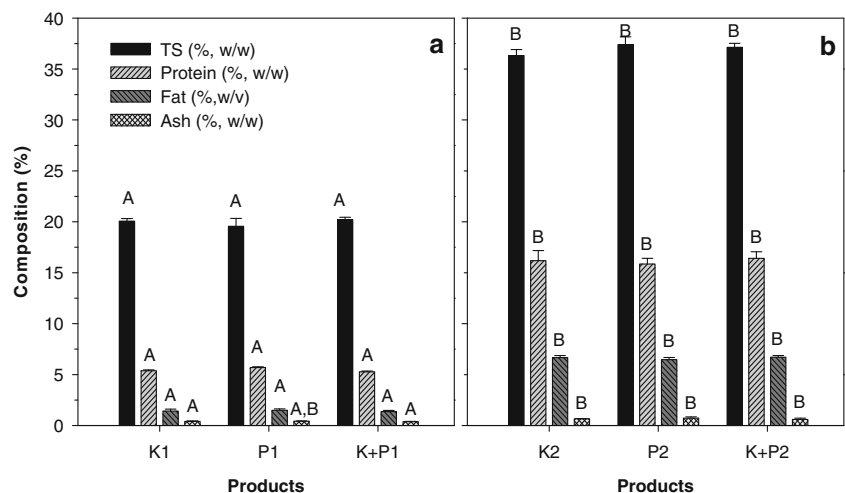 40
35
30
25
20
15
10
5
0
Composition (%)
a
TS (%, w/w)
Protein (%, w/w)
Fat (%,w/v)
Ash (%, w/w)
A
A
A
A
A
A
A
A,B
A
A
A
A
K1
P1
K+P1
Products
b
B
B
B
B
B
B
B
B
B
B
B
B
K2
P2
K+P2
Products